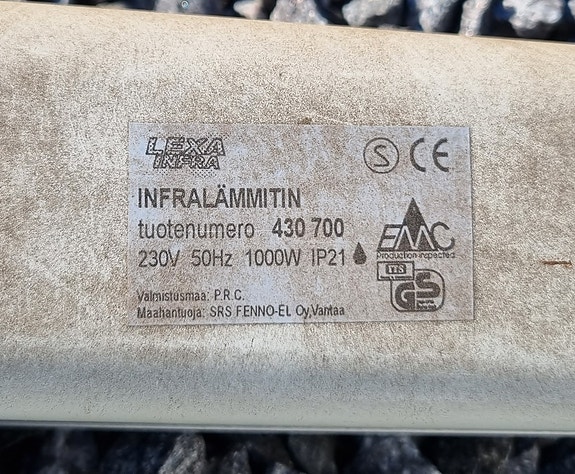 LEXA
INFRA
S CE
INFRALÄMMITIN
tuotenumero 430 700
230V 50Hz 1000W IP21
EMC
Production inspected
ITS
GS
Valmistusmaa: P.R.C.
Maahantuoja: SRS FENNO-EL Oy,Vantaa